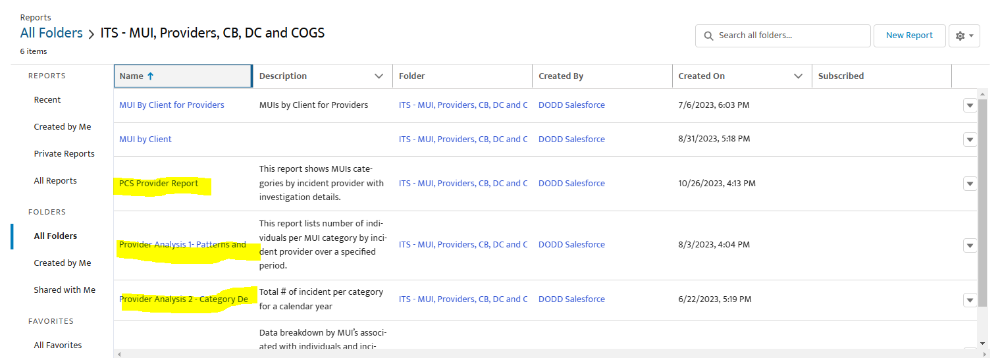 Reports
All Folders > ITS - MUI, Providers, CB, DC and COGS
6 items
Search all folders...
New Report
REPORTS
Recent
Created by Me
Private Reports
All Reports
FOLDERS
All Folders
Created by Me
Shared with Me
FAVORITES
All Favorites
Name Description Folder Created By Created On Subscribed
MUI By Client for Providers MUIs by Client for Providers ITS - MUI, Providers, CB, DC and C DODD Salesforce 7/6/2023, 6:03 PM
MUI by Client ITS - MUI, Providers, CB, DC and C DODD Salesforce 8/31/2023, 5:18 PM
This report shows MUIs cate-
PCS Provider Report gories by incident provider with ITS - MUI, Providers, CB, DC and C DODD Salesforce 10/26/2023, 4:13 PM
investigation details.
This report lists number of indi-
Provider Analysis 1- Patterns and viduals per MUI category by inci- ITS - MUI, Providers, CB, DC and C DODD Salesforce 8/3/2023, 4:04 PM
dent provider over a specified
period.
Total # of incident per category
Provider Analysis 2 - Category De ITS - MUI, Providers, CB, DC and C DODD Salesforce 6/22/2023, 5:19 PM
for a calendar year
Data breakdown by MUI's associ-
ated with individuals and inci-